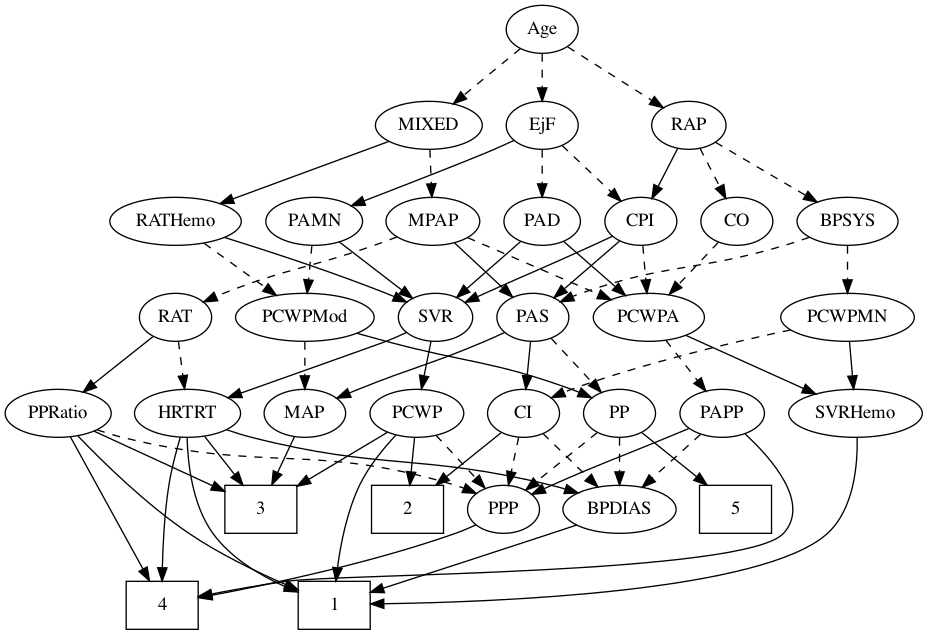 Age
MIXED
EjF
RAP
RATHemo
PAMN
MPAP
PAD
CPI
CO
BPSYS
RAT
PCWPMod
SVR
PAS
PCWPA
PCWPMN
PPRatio
HRTRT
MAP
PCWP
CI
PP
PAPP
SVRHemo
3
2
PPP
BPDIAS
5
4
1